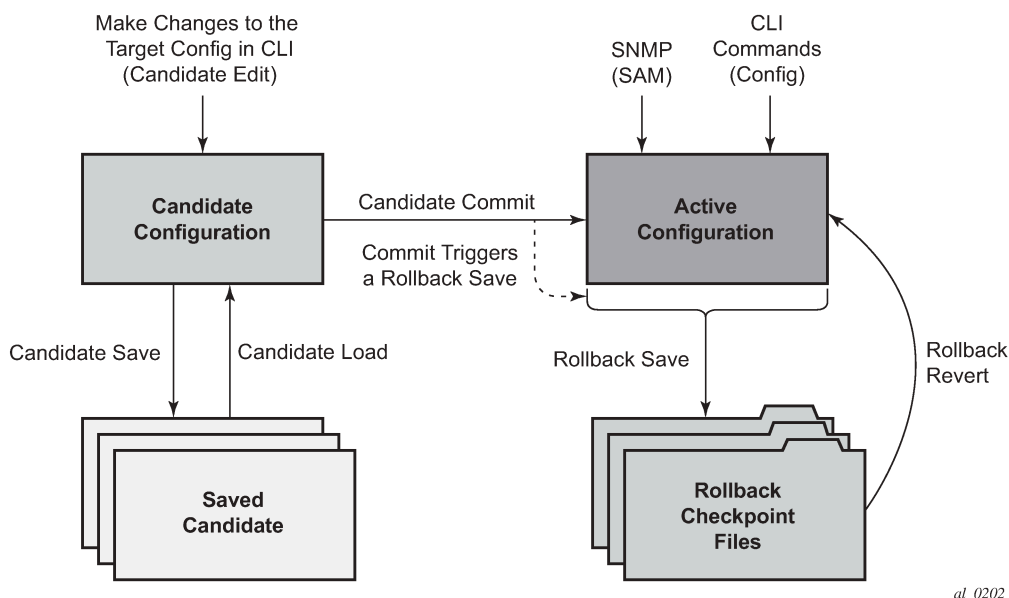 Make Changes to the
Target Config in CLI
(Candidate Edit)
SNMP
(SAM)
CLI
Commands
(Config)
Candidate
Configuration
Candidate Commit
Commit Triggers
a Rollback Save
Active
Configuration
Candidate Save
Candidate Load
Rollback Save
Rollback
Revert
Saved
Candidate
Rollback
Checkpoint
Files
al_0202